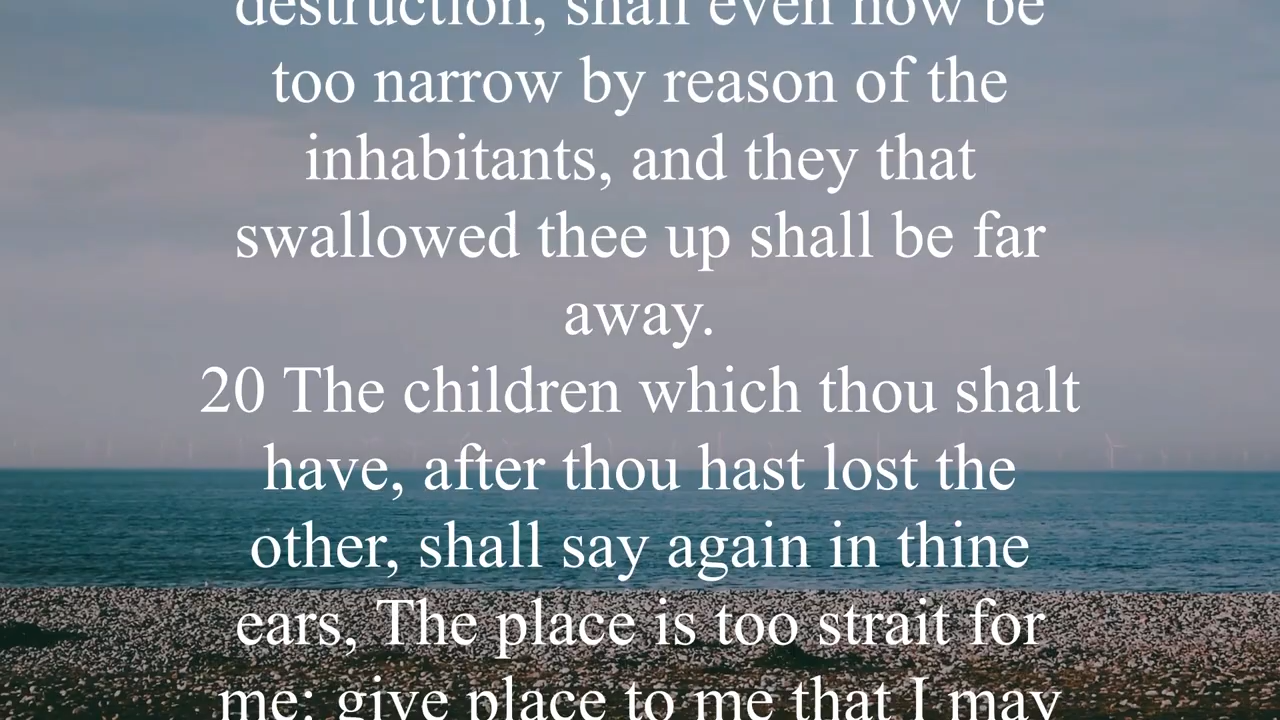 destruction, shall even now be
too narrow by reason of the
inhabitants, and they that
swallowed thee up shall be far
away.
20 The children which thou shalt
have, after thou hast lost the
other, shall say again in thine
ears, The place is too strait for
me: give place to me that I may